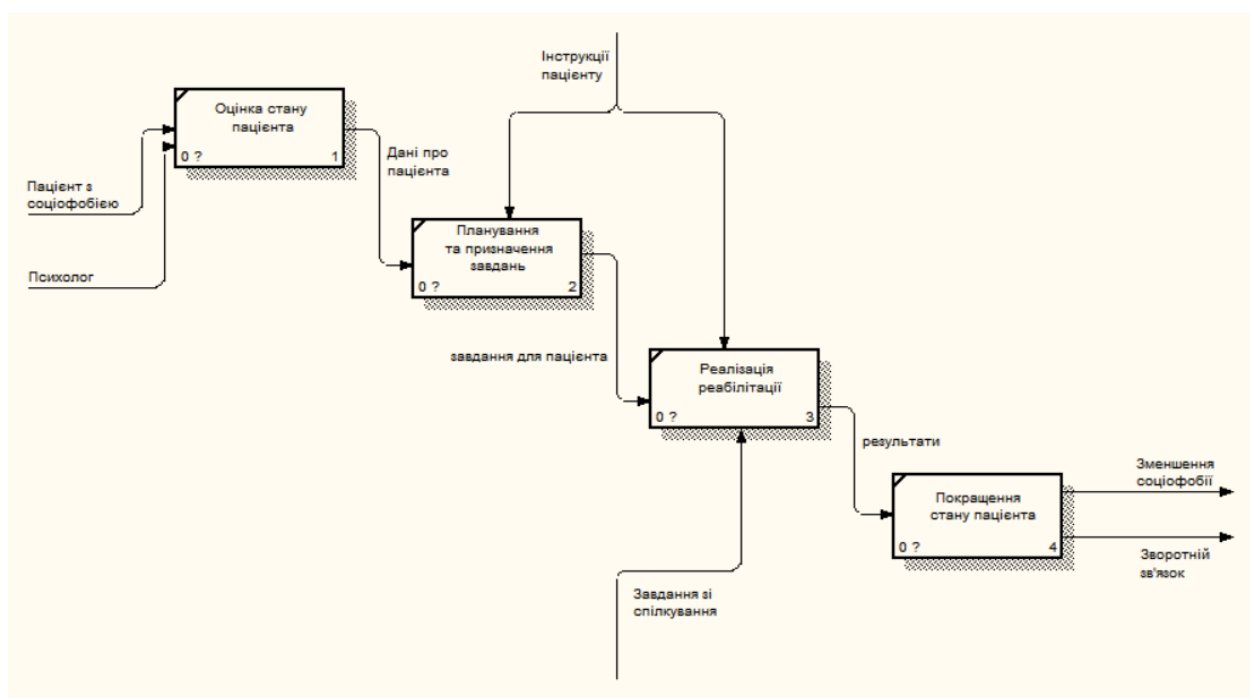 Інструкції
пацієнту
Оцінка стану
пацієнта
0 ?
1
Дані про
пацієнта
Пацієнт з
соціофобією
Психолог
Планування
та призначення
завдань
0 ?
2
завдання для пацієнта
Реалізація
реабілітації
0 ?
3
результати
Покращення
стану пацієнта
0 ?
4
Зменшення
соціофобії
Зворотній
зв'язок
Завдання зі
спілкування